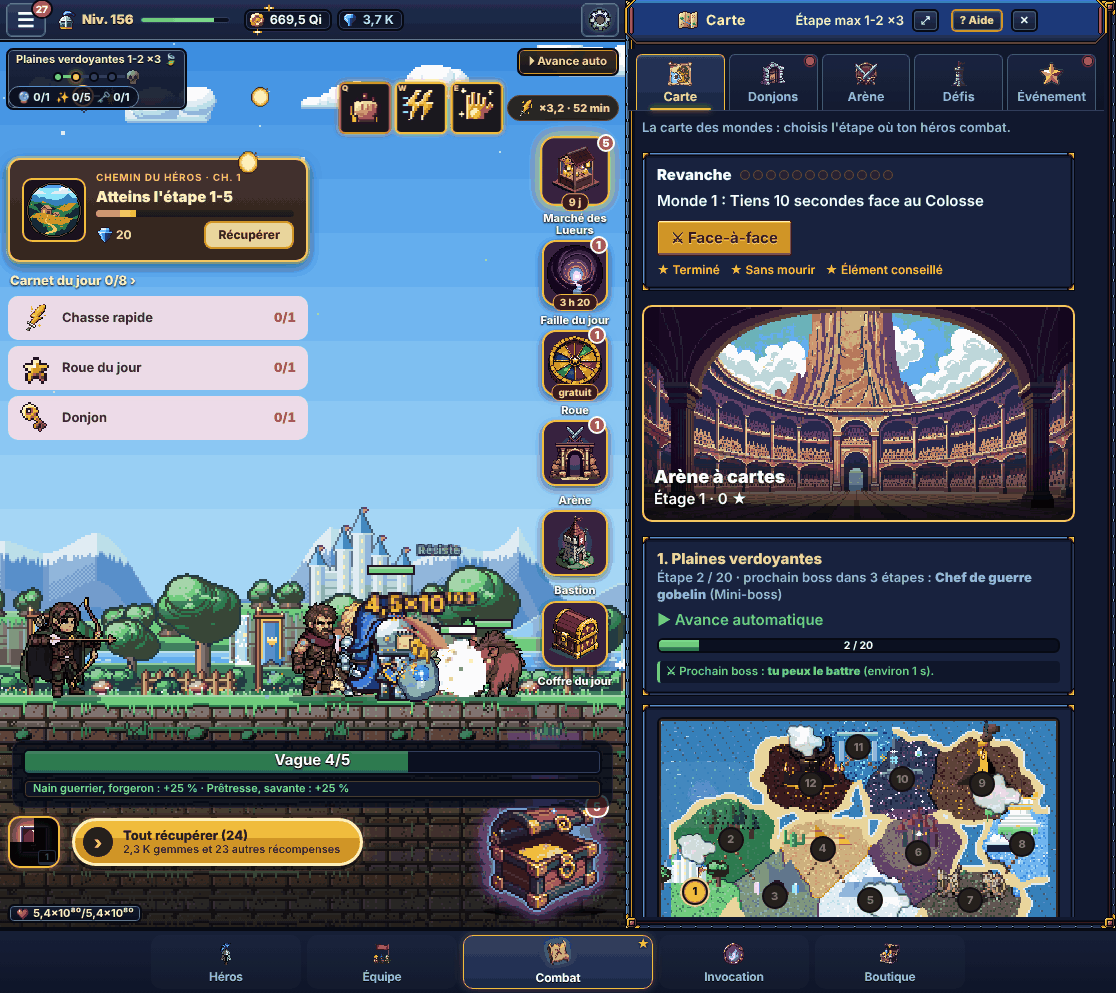 27
Niv. 156
669,5 Qi
3,7 K
Plaines verdoyantes 1-2 ×3
0/1
0/5
0/1
Avance auto
Q
W
E
×3,2 · 52 min
CHEMIN DU HÉROS · CH. 1
Atteins l'étape 1-5
20
Récupérer
Carnet du jour 0/8 ›
Chasse rapide
0/1
Roue du jour
0/1
Donjon
0/1
5
9 j
Marché des
Lueurs
1
3 h 20
Faille du jour
1
gratuit
Roue
1
Arène
Bastion
Coffre du jour
Résiste
Vague 4/5
Nain guerrier, forgeron : +25 % · Prêtresse, savante : +25 %
1
Tout récupérer (24)
2,3 K gemmes et 23 autres récompenses
5,4×10⁸⁰/5,4×10⁸⁰
Carte
Étape max 1-2 ×3
? Aide
×
Carte
Donjons
Arène
Défis
Événement
La carte des mondes : choisis l'étape où ton héros combat.
Revanche
Monde 1 : Tiens 10 secondes face au Colosse
⚔ Face-à-face
★ Terminé ★ Sans mourir ★ Élément conseillé
Arène à cartes
Étage 1 · 0 ★
1. Plaines verdoyantes
Étape 2 / 20 · prochain boss dans 3 étapes : Chef de guerre
gobelin (Mini-boss)
▶ Avance automatique
2 / 20
⚔ Prochain boss : tu peux le battre (environ 1 s).
11
12
10
9
2
4
6
8
1
3
5
7
Héros
Équipe
Combat
Invocation
Boutique